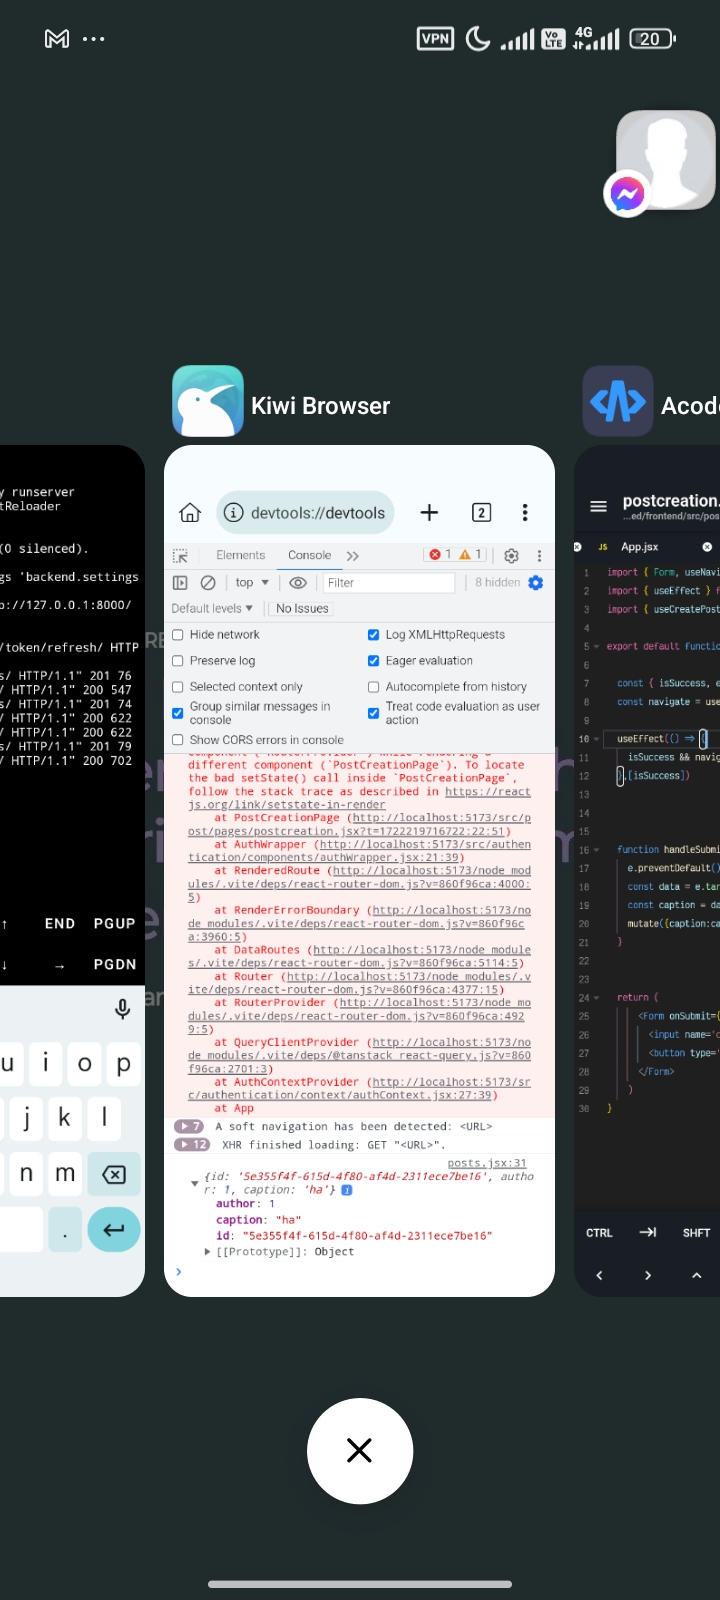 VPN
Vo
LTE
4G
20
Kiwi Browser
Acod
y runserver
tReloader
(0 silenced).
gs 'backend.settings
p://127.0.0.1:8000/
/token/refresh/ HTTP
s/ HTTP/1.1" 201 76
/ HTTP/1.1" 200 547
s/ HTTP/1.1" 201 74
/ HTTP/1.1" 200 622
/ HTTP/1.1" 200 622
s/ HTTP/1.1" 201 79
/ HTTP/1.1" 200 702
↑ END PGUP
↓ → PGDN
u i o p
j k l
n m
.
devtools://devtools
2
Elements Console
1 1
top
Filter
8 hidden
Default levels ▼ No Issues
Hide network
Log XMLHttpRequests
Preserve log
Eager evaluation
Selected context only
Autocomplete from history
Group similar messages in
console
Treat code evaluation as user
action
Show CORS errors in console
component (`RouterProvider`) while rendering a
different component (`PostCreationPage`). To locate
the bad setState() call inside `PostCreationPage`,
follow the stack trace as described in https://react
js.org/link/setstate-in-render
at PostCreationPage (http://localhost:5173/src/p
ost/pages/postcreation.jsx?t=1722219716722:22:51)
at AuthWrapper (http://localhost:5173/src/authen
tication/components/authWrapper.jsx:21:39)
at RenderedRoute (http://localhost:5173/node_mod
ules/.vite/deps/react-router-dom.js?v=860f96ca:4000:
5)
at RenderErrorBoundary (http://localhost:5173/no
de_modules/.vite/deps/react-router-dom.js?v=860f96c
a:3960:5)
at DataRoutes (http://localhost:5173/node_module
s/.vite/deps/react-router-dom.js?v=860f96ca:5114:5)
at Router (http://localhost:5173/node_modules/.v
ite/deps/react-router-dom.js?v=860f96ca:4377:15)
at RouterProvider (http://localhost:5173/node_mo
dules/.vite/deps/react-router-dom.js?v=860f96ca:492
9:5)
at QueryClientProvider (http://localhost:5173/no
de_modules/.vite/deps/@tanstack_react-query.js?v=860
f96ca:2701:3)
at AuthContextProvider (http://localhost:5173/sr
c/authentication/context/authContext.jsx:27:39)
at App
7 A soft navigation has been detected: <URL>
12 XHR finished loading: GET "<URL>".
posts.jsx:31
{id: '5e355f4f-615d-4f80-af4d-2311ece7be16', autho
r: 1, caption: 'ha'}
author: 1
caption: "ha"
id: "5e355f4f-615d-4f80-af4d-2311ece7be16"
[[Prototype]]: Object
postcreation.
...ed/frontend/src/pos
JS App.jsx
1 import { Form, useNavi
2 import { useEffect } f
3 import { useCreatePost
4
5 export default functio
6
7 const { isSuccess, e
8 const navigate = use
9
10 useEffect(() => {
11 isSuccess && navig
12 },[isSuccess])
13
14
15
16 function handleSubmi
17 e.preventDefault()
18 const data = e.tar
19 const caption = da
20 mutate({caption:ca
21 }
22
23
24 return (
25 <Form onSubmit={
26 <input name='c
27 <button type='
28 </Form>
29 )
30 }
CTRL SHFT